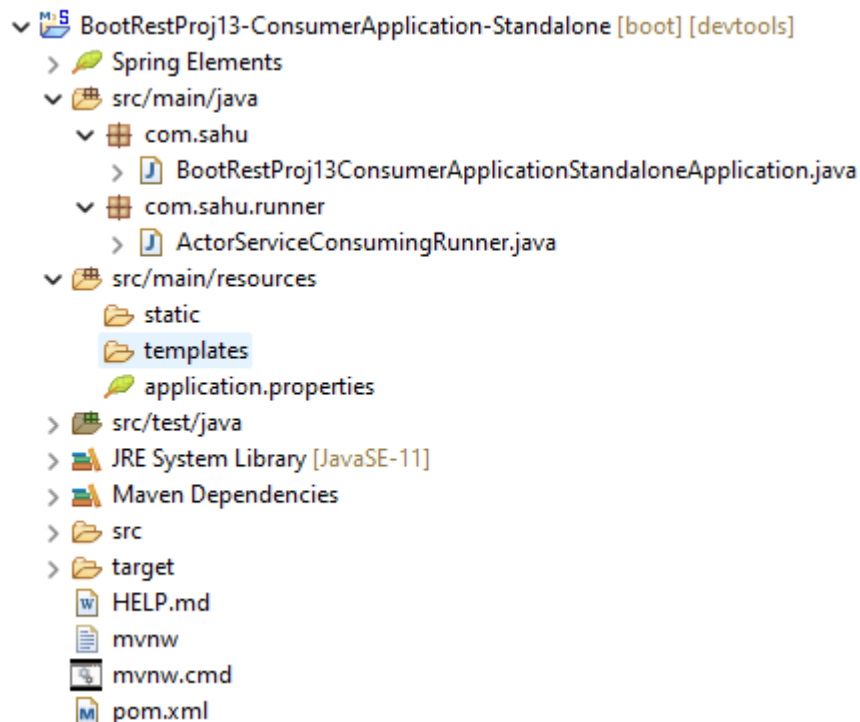 BootRestProj13-ConsumerApplication-Standalone [boot] [devtools]
Spring Elements
src/main/java
com.sahu
BootRestProj13ConsumerApplicationStandaloneApplication.java
com.sahu.runner
ActorServiceConsumingRunner.java
src/main/resources
static
templates
application.properties
src/test/java
JRE System Library [JavaSE-11]
Maven Dependencies
src
target
HELP.md
mvnw
mvnw.cmd
pom.xml